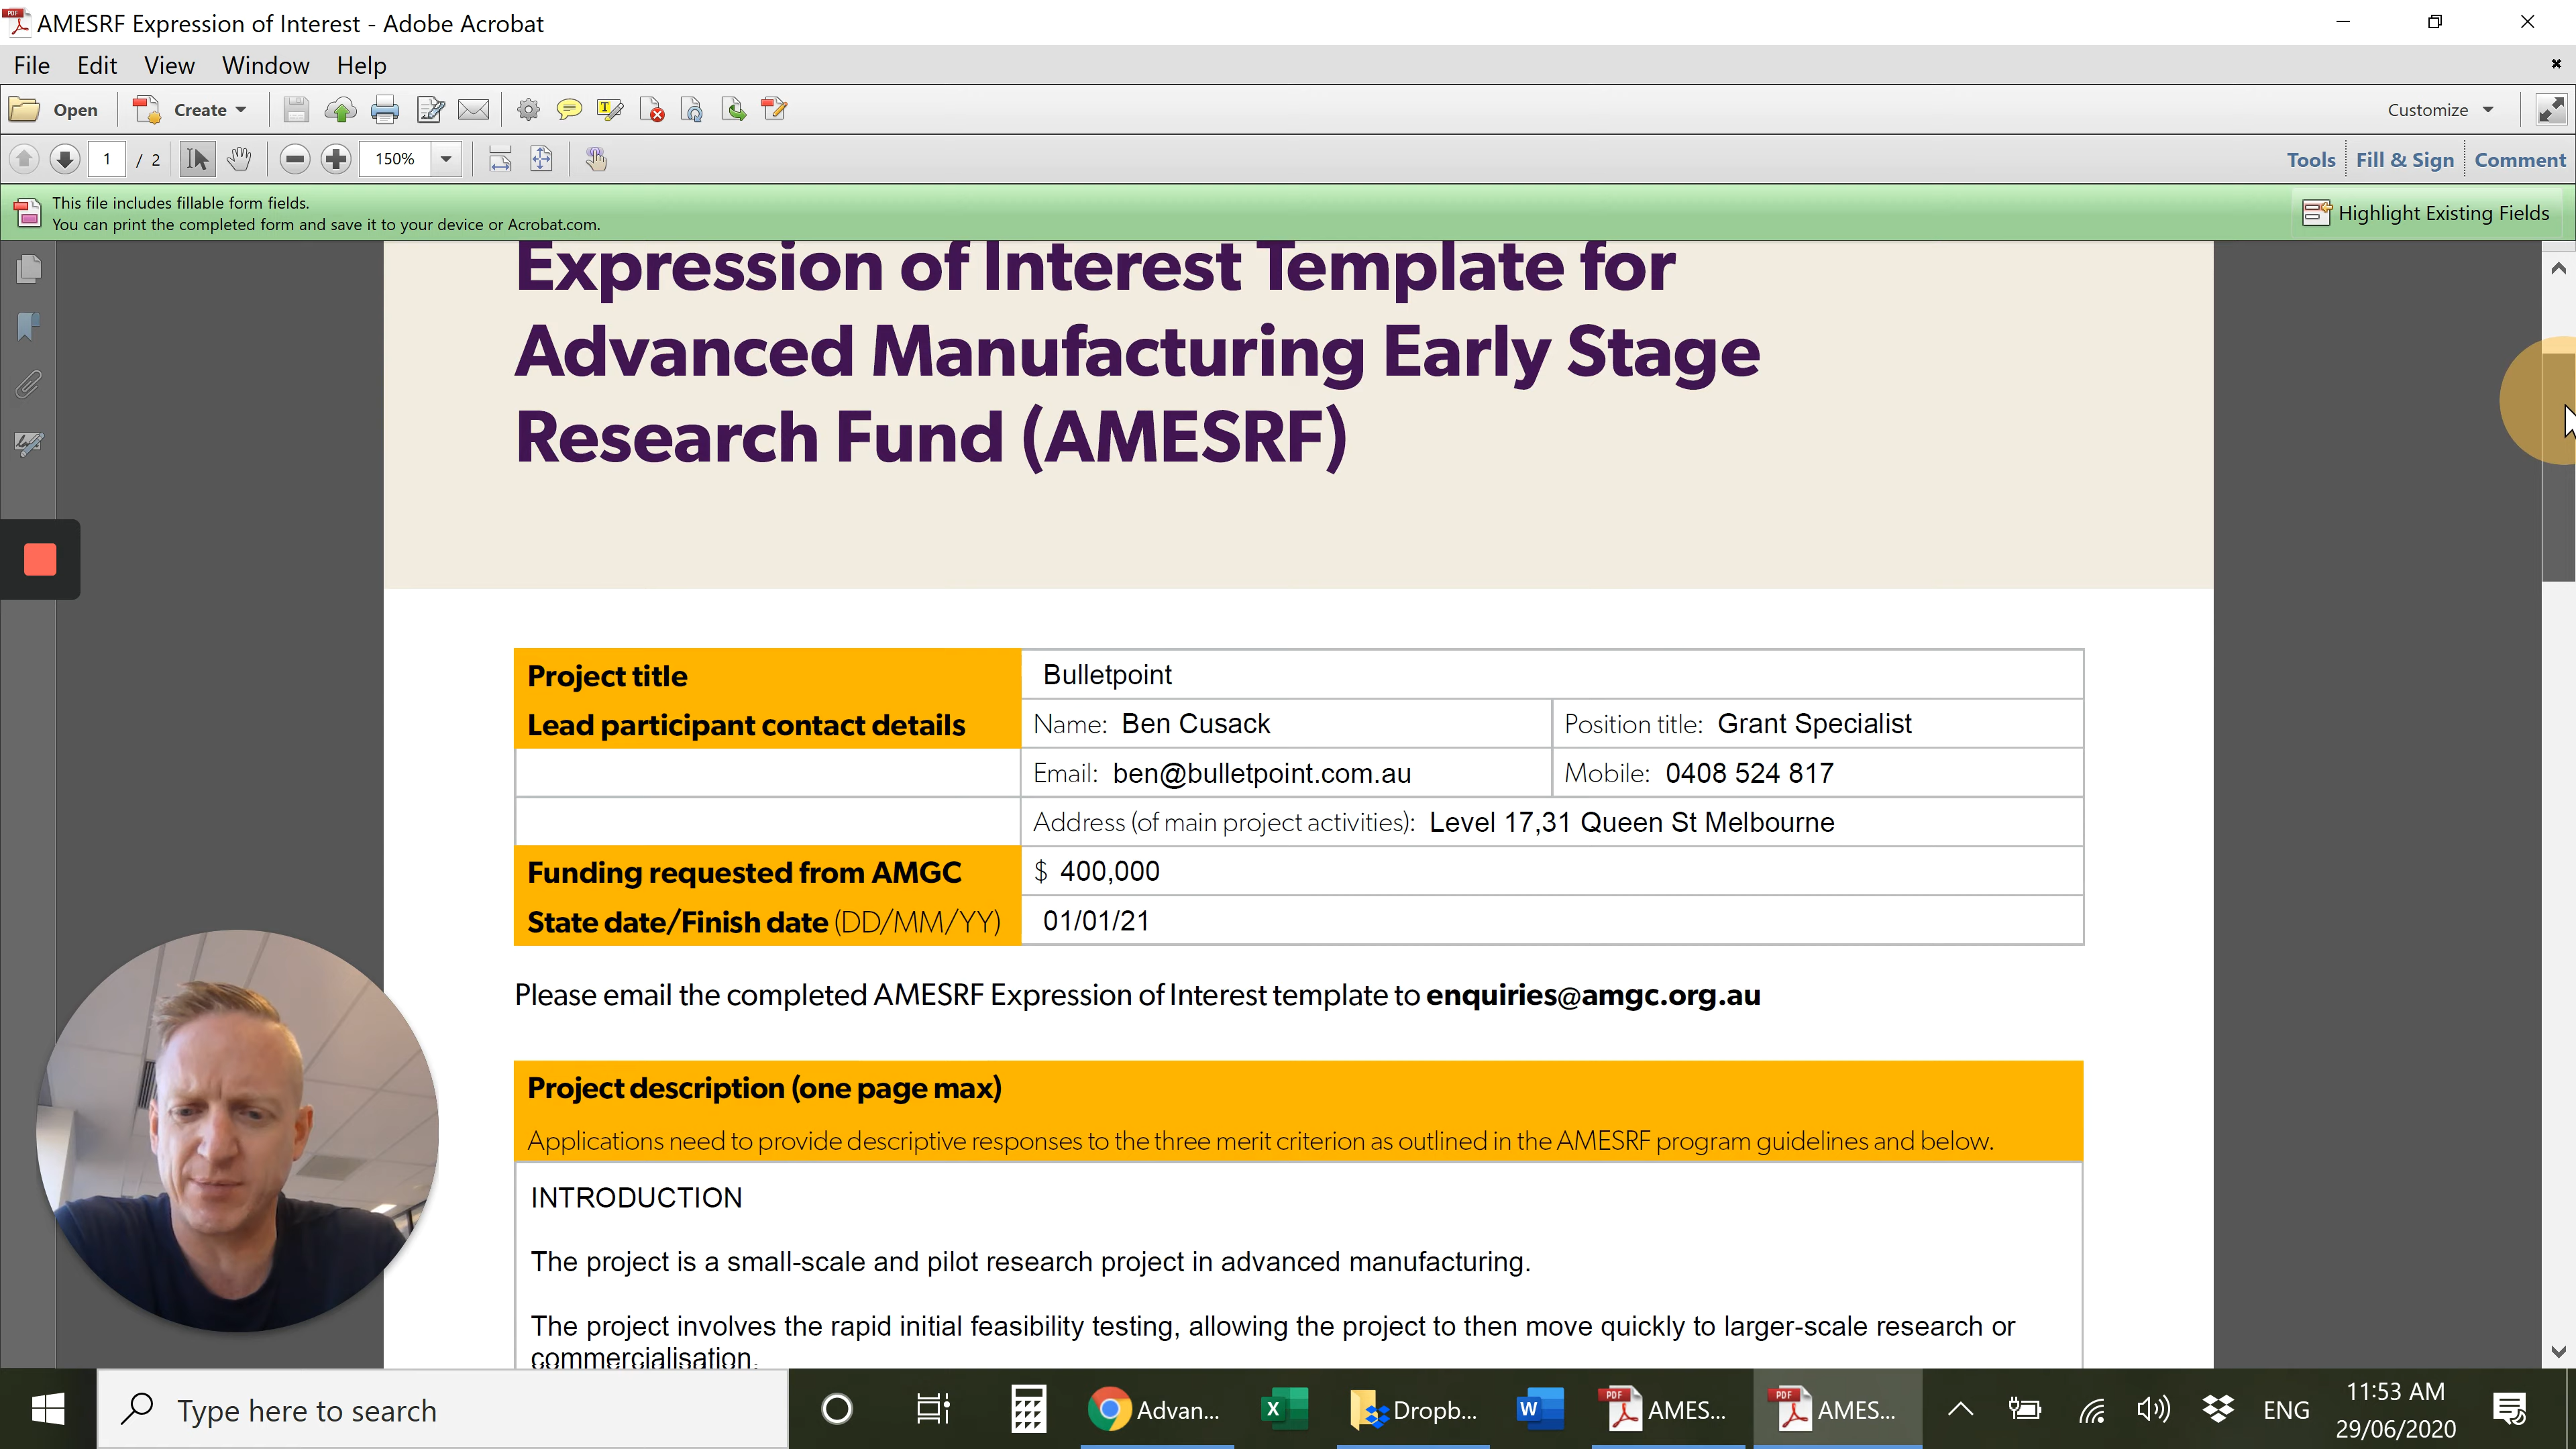 AMESRF Expression of Interest - Adobe Acrobat
File Edit View Window Help
Open Create Customize
1 / 2 150% Tools Fill & Sign Comment
This file includes fillable form fields.
You can print the completed form and save it to your device or Acrobat.com.
Highlight Existing Fields
Expression of Interest Template for
Advanced Manufacturing Early Stage
Research Fund (AMESRF)
Project title Bulletpoint
Lead participant contact details Name: Ben Cusack Position title: Grant Specialist
Email: ben@bulletpoint.com.au Mobile: 0408 524 817
Address (of main project activities): Level 17,31 Queen St Melbourne
Funding requested from AMGC $ 400,000
State date/Finish date (DD/MM/YY) 01/01/21
Please email the completed AMESRF Expression of Interest template to enquiries@amgc.org.au
Project description (one page max)
Applications need to provide descriptive responses to the three merit criterion as outlined in the AMESRF program guidelines and below.
INTRODUCTION
The project is a small-scale and pilot research project in advanced manufacturing.
The project involves the rapid initial feasibility testing, allowing the project to then move quickly to larger-scale research or
commercialisation.
Type here to search Advan... Dropb... AMES... AMES... ENG 11:53 AM
29/06/2020